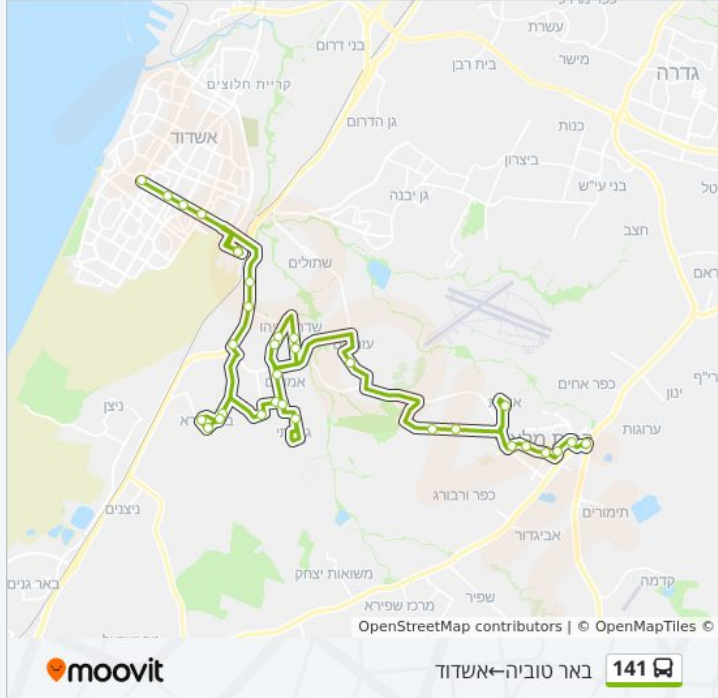 עשרת
בני דרום
מישר
בית רבן
גדרה
קריית חלוצים
גן הדרום
כנות
אשדוד
ביצרון
בני עי"ש
גן יבנה
חצב
שתולים
כפר אחים
ינון
ניצן
ערוגות
כפר ורבורג
תימורים
ניצנים
אביגדור
משואות יצחק
קדמה
באר גנים
שפיר
מרכז שפירא
OpenStreetMap contributors | © OpenMapTiles ©
moovit
באר טוביה←אשדוד
141